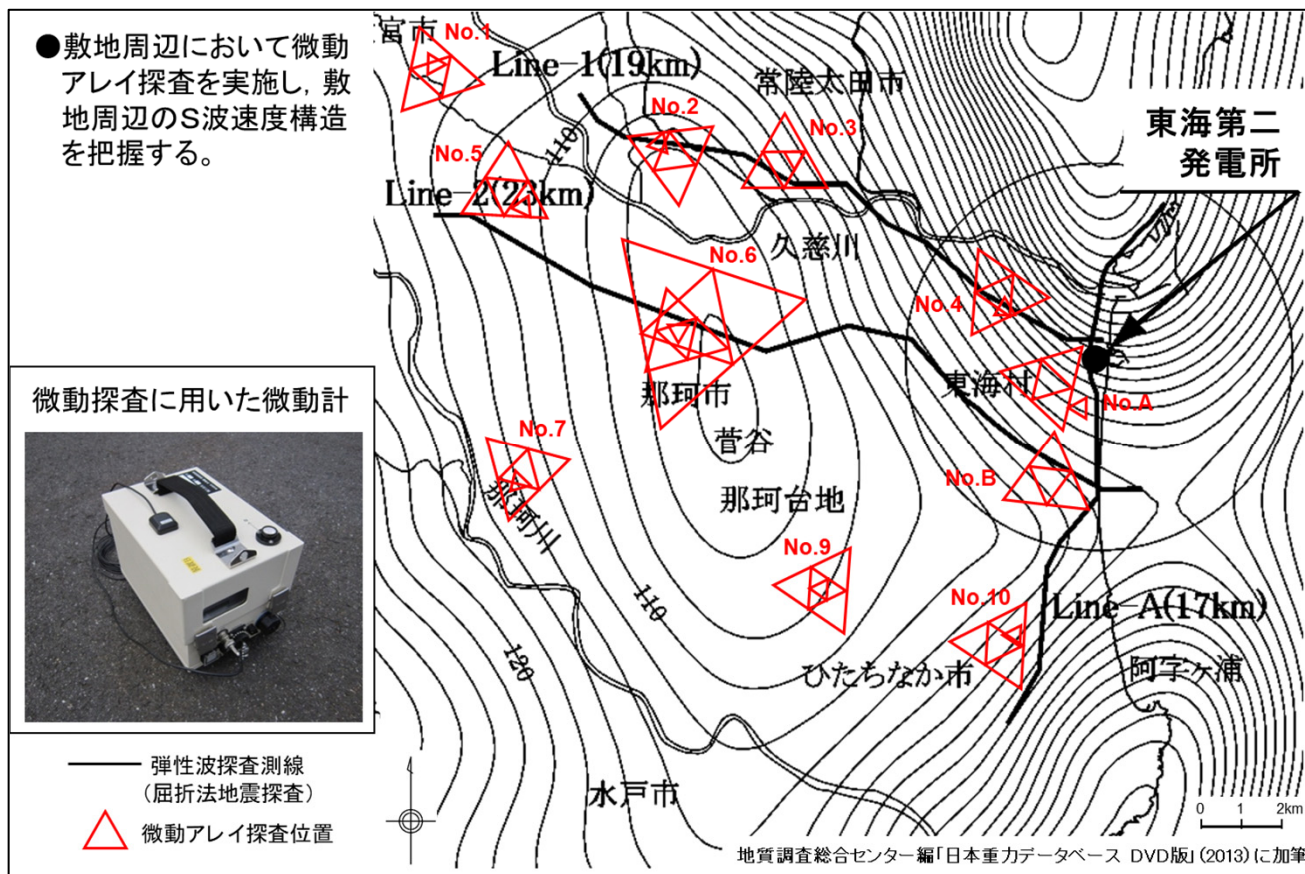 ●敷地周辺において微動
アレイ探査を実施し，敷
地周辺のS波速度構造
を把握する。
宮市
No.1
Line-1(19km)
常陸太田市
No.2
No.3
110
No.5
Line-2(23km)
東海第二
発電所
久慈川
No.6
No.4
東海村
No.A
那珂市
菅谷
No.7
No.B
那珂川
那珂台地
No.9
110
No.10
Line-A(17km)
120
ひたちなか市
阿字ヶ浦
水戸市
微動探査に用いた微動計
弾性波探査測線
(屈折法地震探査)
微動アレイ探査位置
0 1 2km
地質調査総合センター編「日本重力データベース DVD版」(2013)に加筆